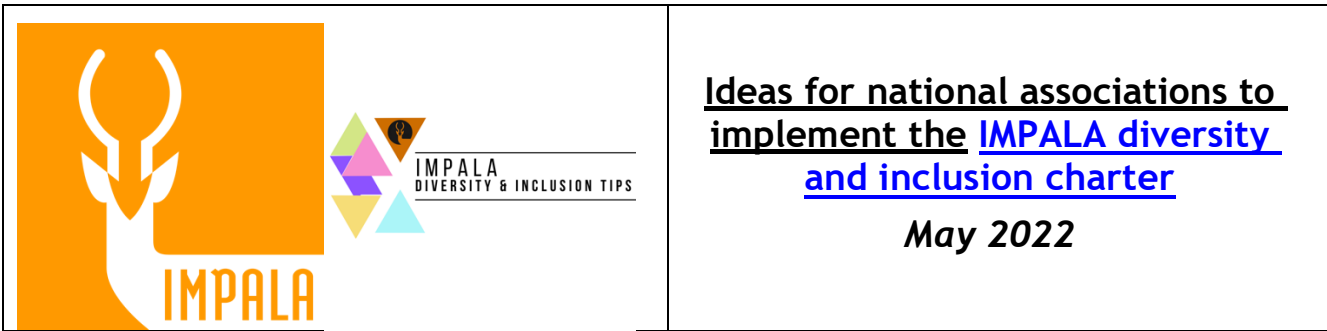 IMPALA
IMPALA
DIVERSITY & INCLUSION TIPS
Ideas for national associations to
implement the IMPALA diversity
and inclusion charter
May 2022